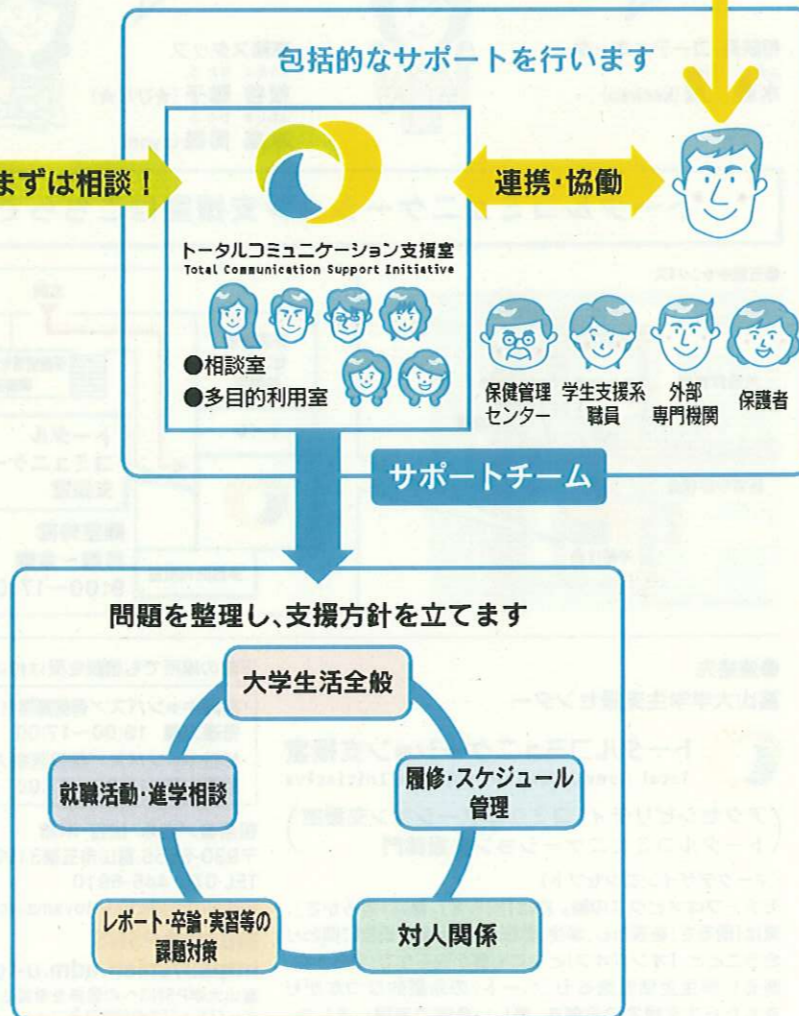 包括的なサポートを行います
まずは相談！
連携・協働
トータルコミュニケーション支援室
Total Communication Support Initiative
●相談室
●多目的利用室
保健管理
センター
学生支援系
職員
外部
専門機関
保護者
サポートチーム
問題を整理し、支援方針を立てます
大学生活全般
就職活動・進学相談
履修・スケジュール
管理
レポート・卒論・実習等の
課題対策
対人関係